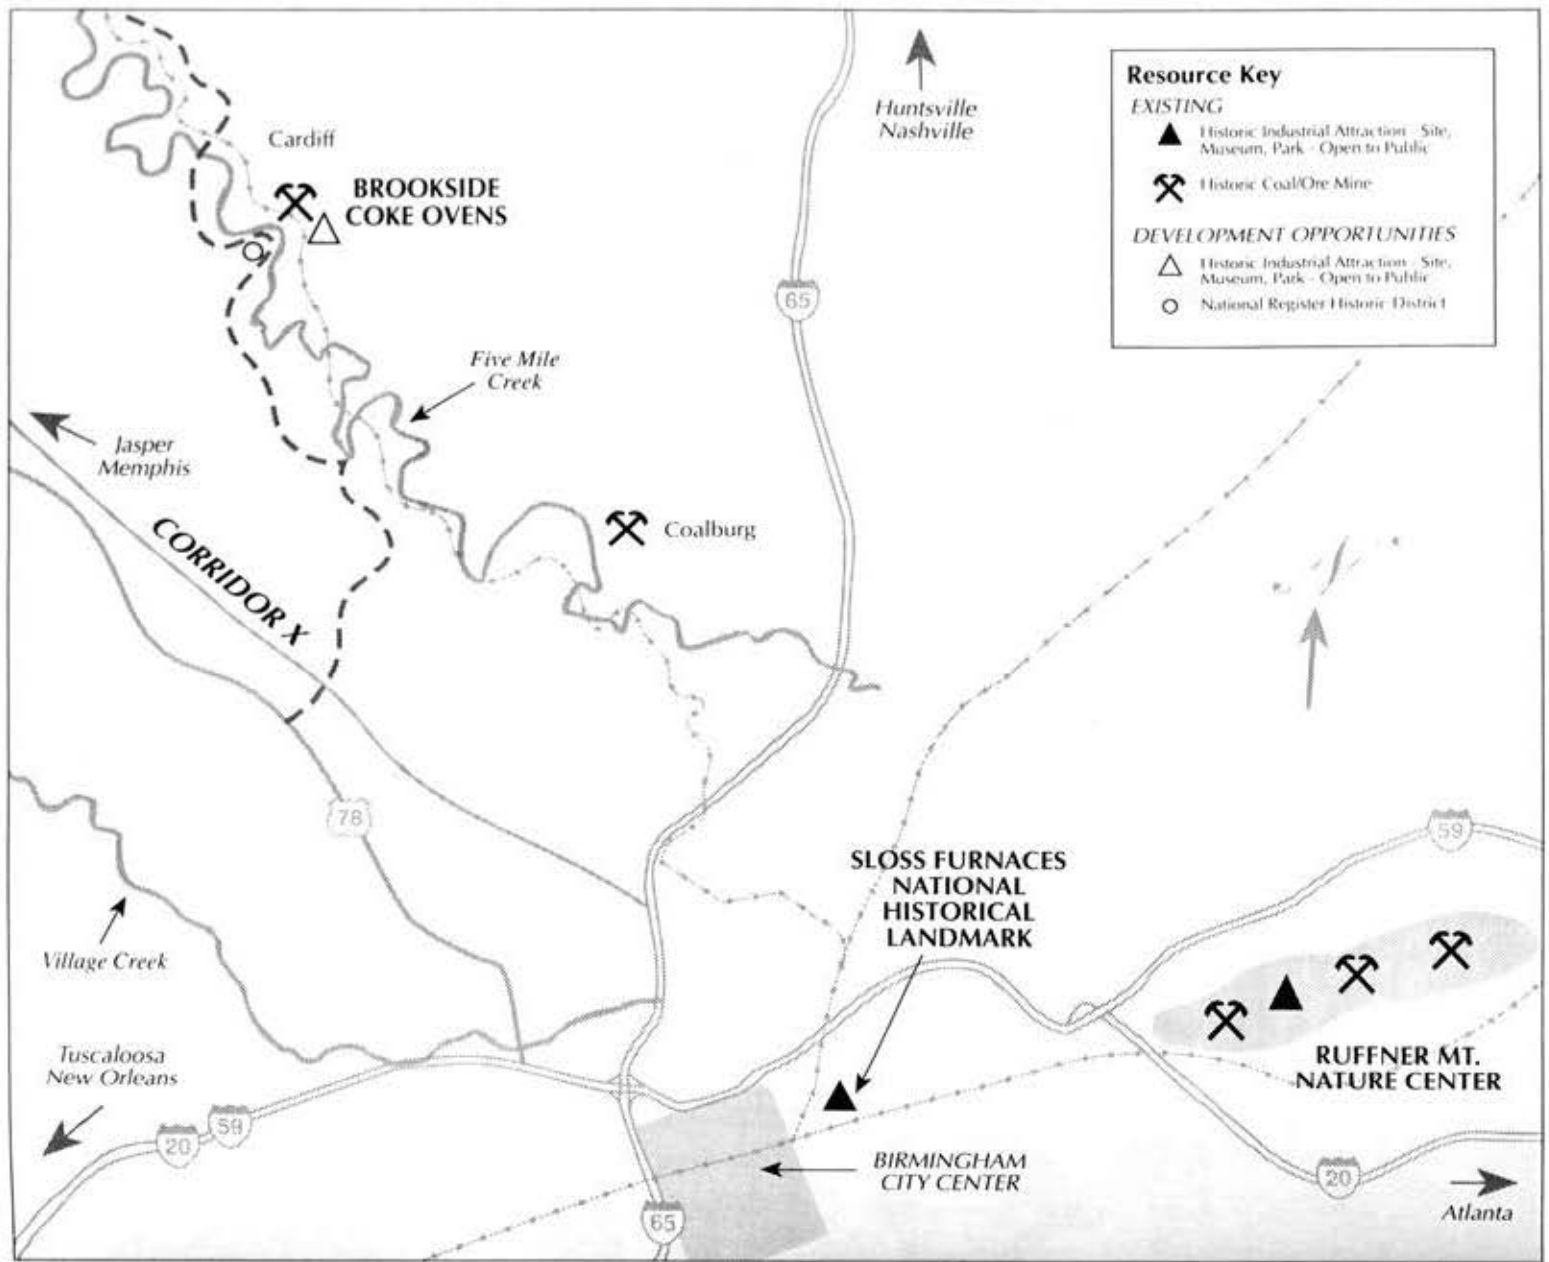 Resource Key
EXISTING
Historic Industrial Attraction - Site,
Museum, Park - Open to Public
Historic Coal/Ore Mine
DEVELOPMENT OPPORTUNITIES
Historic Industrial Attraction - Site,
Museum, Park - Open to Public
National Register Historic District
Huntsville
Nashville
Cardiff
BROOKSIDE
COKE OVENS
65
Five Mile
Creek
Jasper
Memphis
CORRIDOR X
Coalburg
78
59
SLOSS FURNACES
NATIONAL
HISTORICAL
LANDMARK
Village Creek
Tuscaloosa
New Orleans
RUFFNER MT.
NATURE CENTER
20
59
BIRMINGHAM
CITY CENTER
65
20
Atlanta